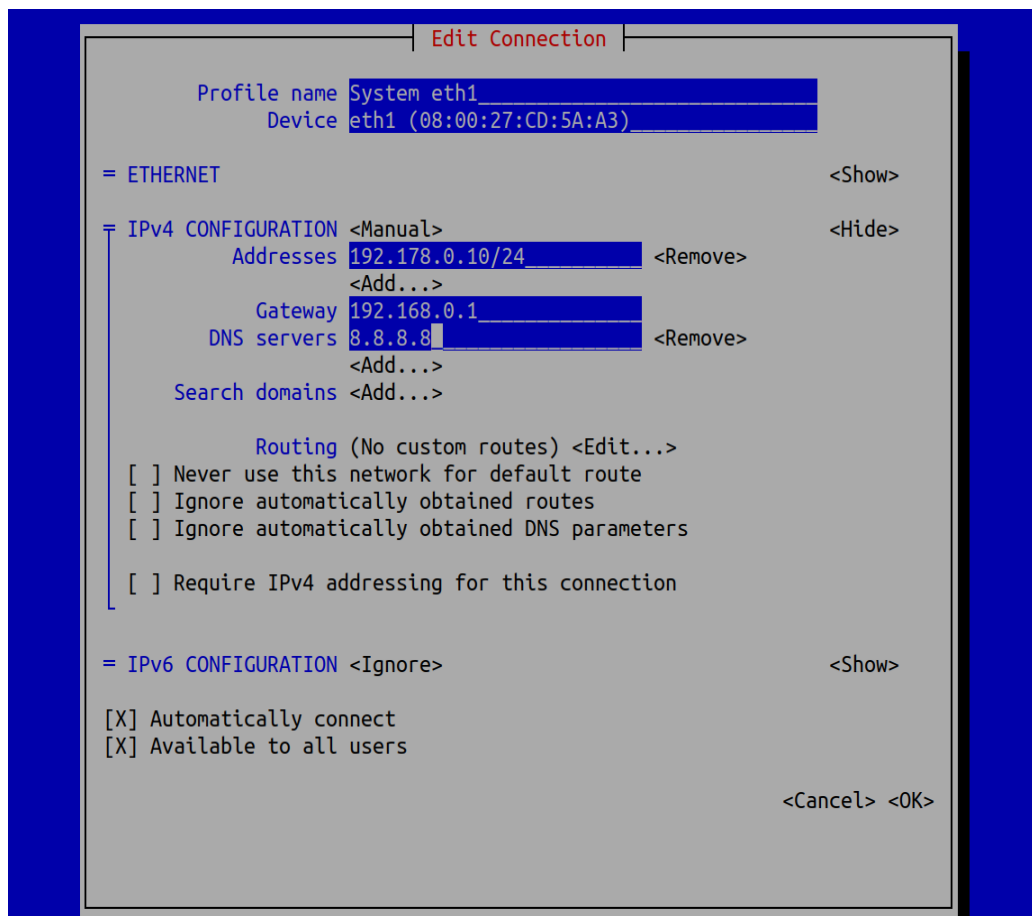 Edit Connection
Profile name System eth1
Device eth1 (08:00:27:CD:5A:A3)
= ETHERNET <Show>
IPv4 CONFIGURATION <Manual> <Hide>
Addresses 192.178.0.10/24 <Remove>
<Add...>
Gateway 192.168.0.1
DNS servers 8.8.8.8 <Remove>
<Add...>
Search domains <Add...>
Routing (No custom routes) <Edit...>
[ ] Never use this network for default route
[ ] Ignore automatically obtained routes
[ ] Ignore automatically obtained DNS parameters
[ ] Require IPv4 addressing for this connection
= IPv6 CONFIGURATION <Ignore> <Show>
[X] Automatically connect
[X] Available to all users
<Cancel> <OK>